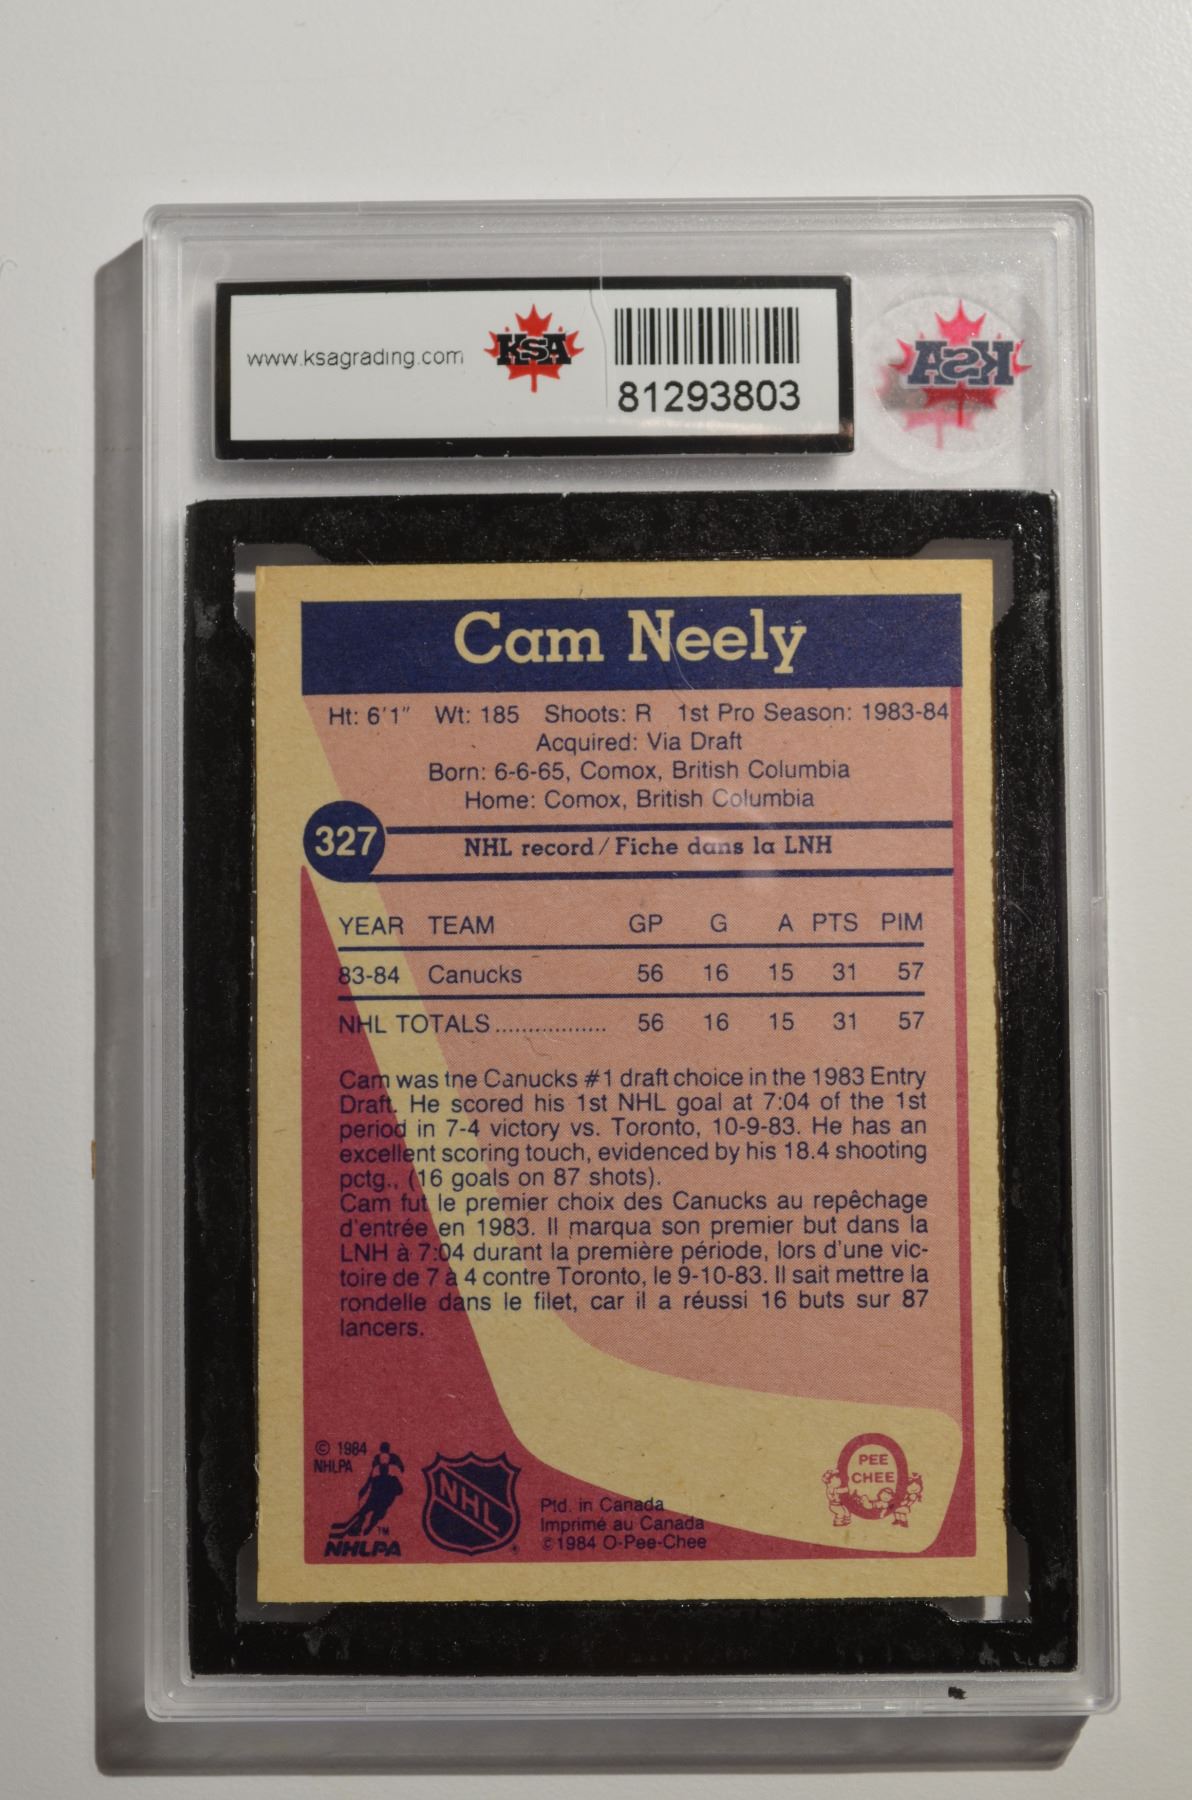 www.ksagrading.com
KSA
81293803
KSA
Cam Neely
Ht: 6'1" Wt: 185 Shoots: R 1st Pro Season: 1983-84
Acquired: Via Draft
Born: 6-6-65, Comox, British Columbia
Home: Comox, British Columbia
327
NHL record/Fiche dans la LNH
YEAR TEAM GP G A PTS PIM
83-84 Canucks 56 16 15 31 57
NHL TOTALS................. 56 16 15 31 57
Cam was the Canucks #1 draft choice in the 1983 Entry
Draft. He scored his 1st NHL goal at 7:04 of the 1st
period in 7-4 victory vs. Toronto, 10-9-83. He has an
excellent scoring touch, evidenced by his 18.4 shooting
pctg., (16 goals on 87 shots).
Cam fut le premier choix des Canucks au repêchage
d'entrée en 1983. Il marqua son premier but dans la
LNH à 7:04 durant la première période, lors d'une vic-
toire de 7 à 4 contre Toronto, le 9-10-83. Il sait mettre la
rondelle dans le filet, car il a réussi 16 buts sur 87
lancers.
© 1984
NHLPA
TM
NHLPA
NHL
®
Ptd. in Canada
Imprimé au Canada
© 1984 O-Pee-Chee
PEE
CHEE